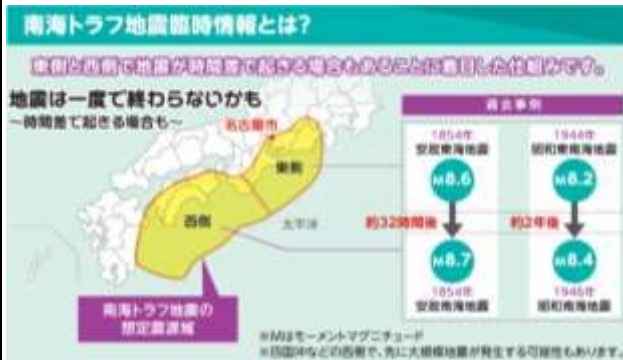 南海トラフ地震臨時情報とは?
東側と西側で地震が時間差で起きる場合もあることに着目した仕組みです。
地震は一度で終わらないかも
~時間差で起きる場合も~
名古屋市
東側
西側
太平洋
南海トラフ地震の
想定震源域
過去事例
1854年
安政東海地震
M8.6
約32時間後
M8.7
1854年
安政南海地震
1944年
昭和東南海地震
M8.2
約2年後
M8.4
1946年
昭和南海地震
※Mはモーメントマグニチュード
※四国沖などの西側で、先に大規模地震が発生する可能性もあります。